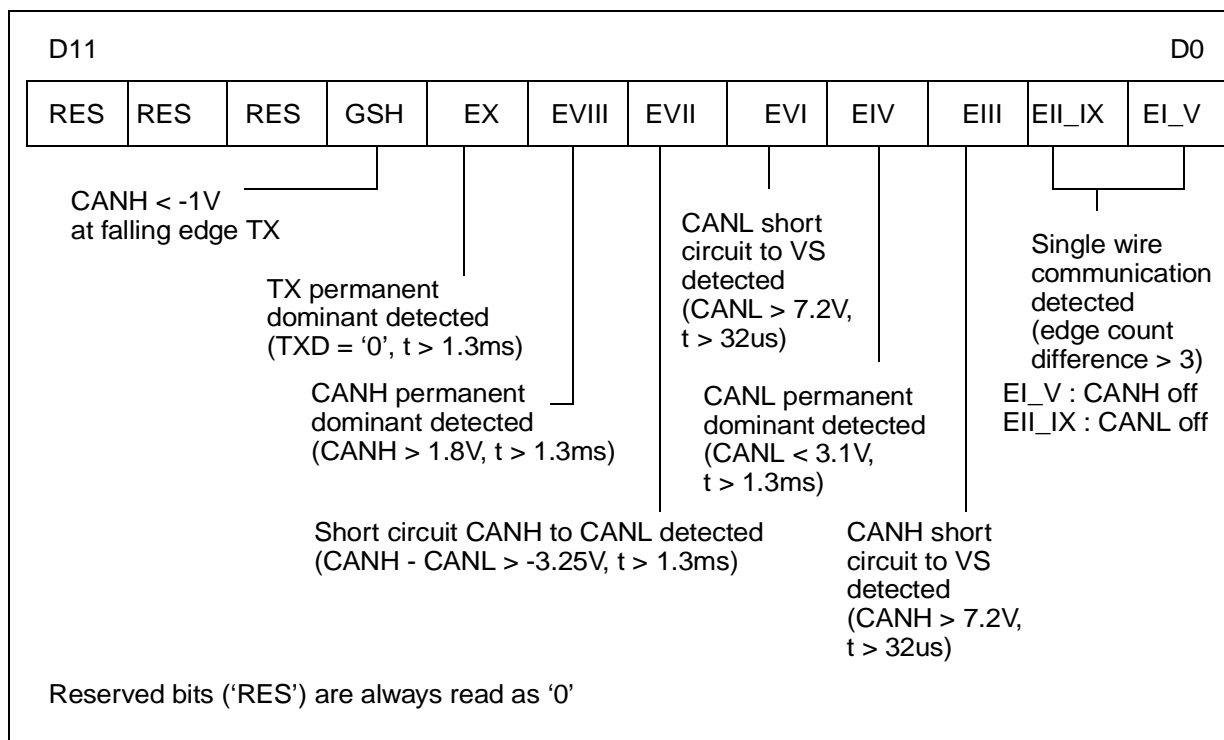 D11 D0
RES RES RES GSH EX EVIII EVII EVI EIV EIII EII_IX EI_V
CANH < -1V
at falling edge TX
TX permanent
dominant detected
(TXD = ‘0’, t > 1.3ms)
CANH permanent
dominant detected
(CANH > 1.8V, t > 1.3ms)
Short circuit CANH to CANL detected
(CANH - CANL > -3.25V, t > 1.3ms)
CANL short
circuit to VS
detected
(CANL > 7.2V,
t > 32us)
CANL permanent
dominant detected
(CANL < 3.1V,
t > 1.3ms)
CANH short
circuit to VS
detected
(CANH > 7.2V,
t > 32us)
Single wire
communication
detected
(edge count
difference > 3)
EI_V : CANH off
EII_IX : CANL off
Reserved bits (‘RES’) are always read as ‘0’